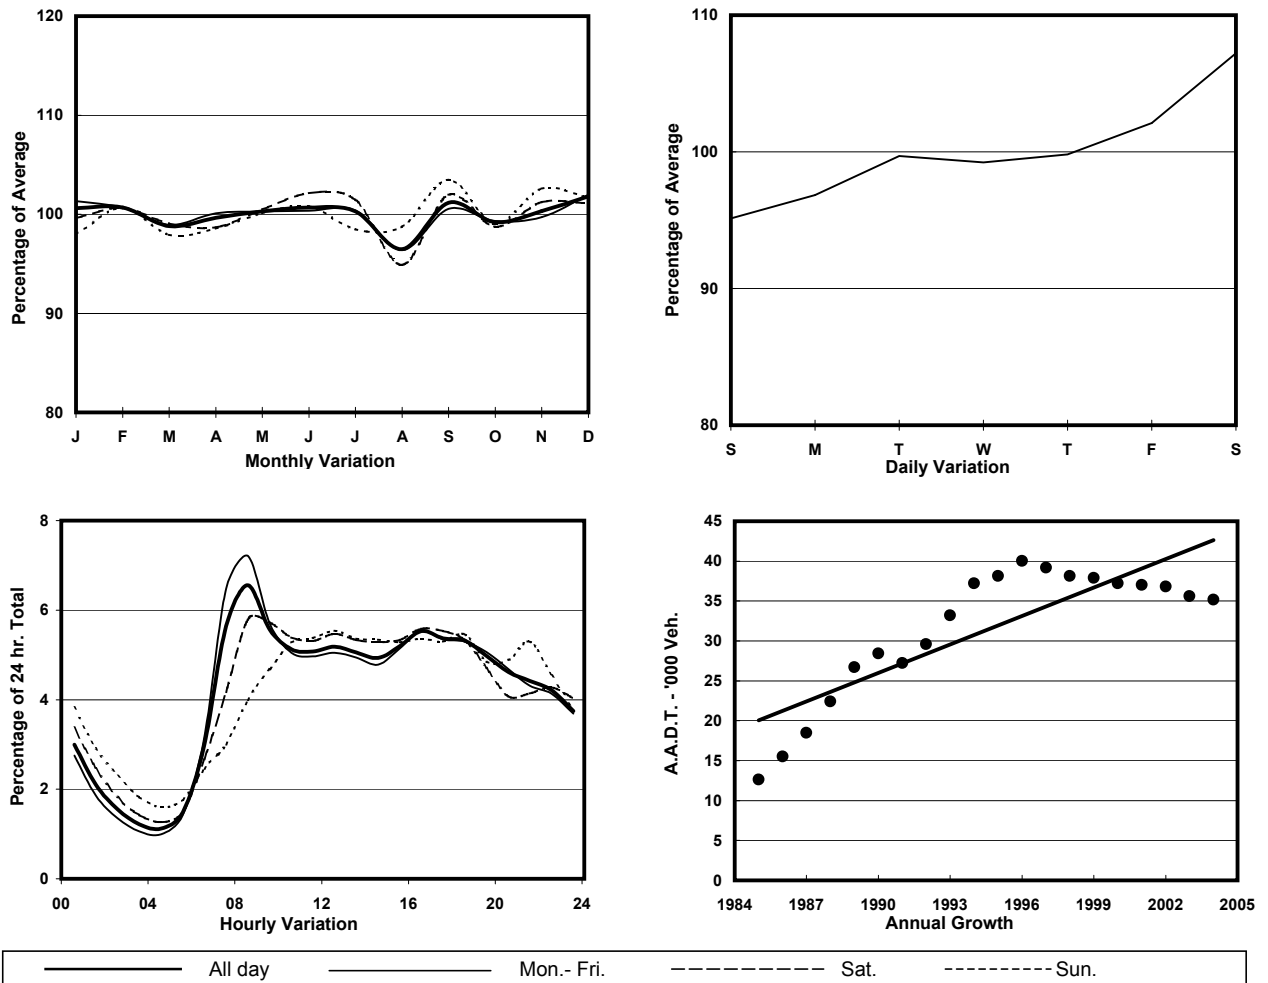 Percentage of Average
120
110
100
90
80
J F M A M J J A S O N D
Monthly Variation
Percentage of Average
110
100
90
80
S M T W T F S
Daily Variation
Percentage of 24 hr. Total
8
6
4
2
0
00 04 08 12 16 20 24
Hourly Variation
A.A.D.T. - '000 Veh.
45
40
35
30
25
20
15
10
5
0
1984 1987 1990 1993 1996 1999 2002 2005
Annual Growth
All day Mon.- Fri. Sat. Sun.